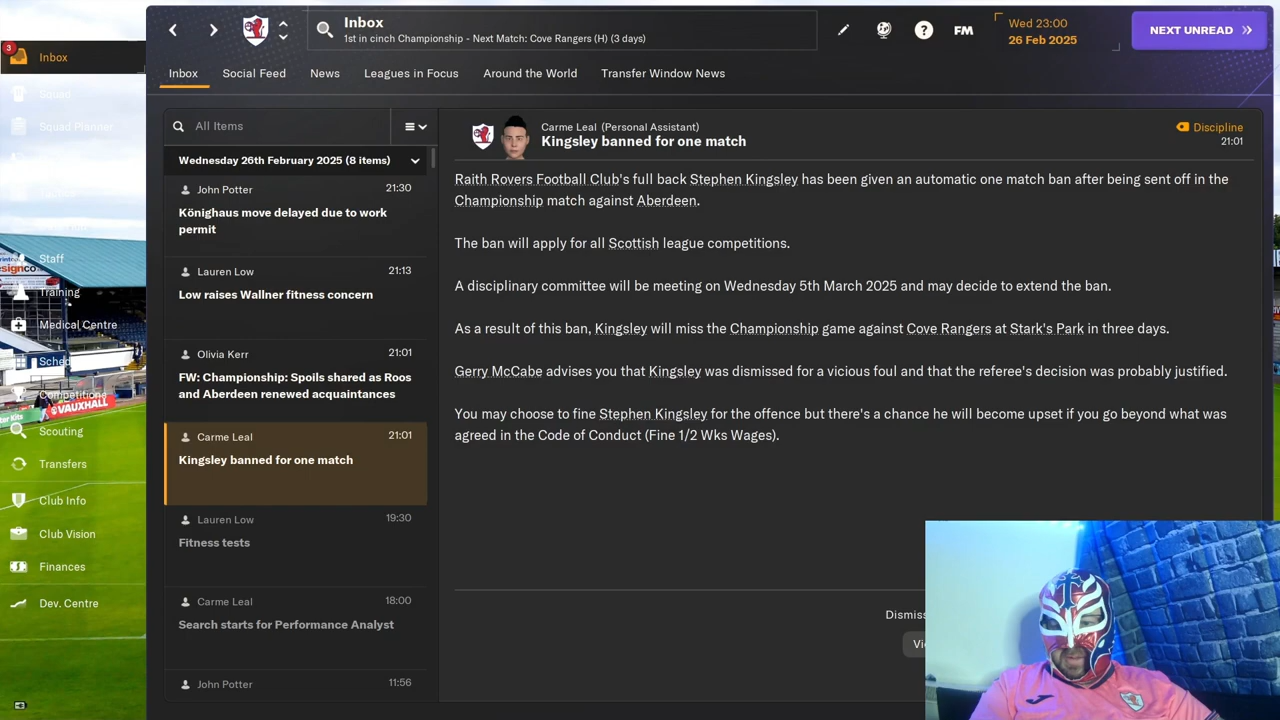 Inbox
1st in cinch Championship - Next Match: Cove Rangers (H) (3 days)
FM
Wed 23:00
26 Feb 2025
NEXT UNREAD
3
Inbox
Squad
Squad Planner
Staff
Training
Medical Centre
Sched
Competitions
Scouting
Transfers
Club Info
Club Vision
Finances
Dev. Centre
VAUXHALL
Inbox
Social Feed
News
Leagues in Focus
Around the World
Transfer Window News
All Items
Wednesday 26th February 2025 (8 items)
John Potter
21:30
Könighaus move delayed due to work
permit
Lauren Low
21:13
Low raises Wallner fitness concern
Olivia Kerr
21:01
FW: Championship: Spoils shared as Roos
and Aberdeen renewed acquaintances
Carme Leal
21:01
Kingsley banned for one match
Lauren Low
19:30
Fitness tests
Carme Leal
18:00
Search starts for Performance Analyst
John Potter
11:56
Carme Leal (Personal Assistant)
Kingsley banned for one match
Discipline
21:01
Raith Rovers Football Club's full back Stephen Kingsley has been given an automatic one match ban after being sent off in the
Championship match against Aberdeen.
The ban will apply for all Scottish league competitions.
A disciplinary committee will be meeting on Wednesday 5th March 2025 and may decide to extend the ban.
As a result of this ban, Kingsley will miss the Championship game against Cove Rangers at Stark's Park in three days.
Gerry McCabe advises you that Kingsley was dismissed for a vicious foul and that the referee's decision was probably justified.
You may choose to fine Stephen Kingsley for the offence but there's a chance he will become upset if you go beyond what was
agreed in the Code of Conduct (Fine 1/2 Wks Wages).
Dismiss